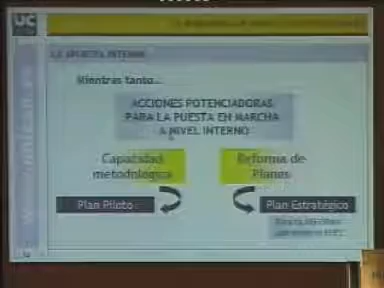 UC
LA APUESTA INTERNA
Mientras tanto...
ACCIONES POTENCIADORAS
PARA LA PUESTA EN MARCHA
A NIVEL INTERNO
Capacidad
metodológica
Reforma de
Planes
Plan Piloto
Plan Estratégico